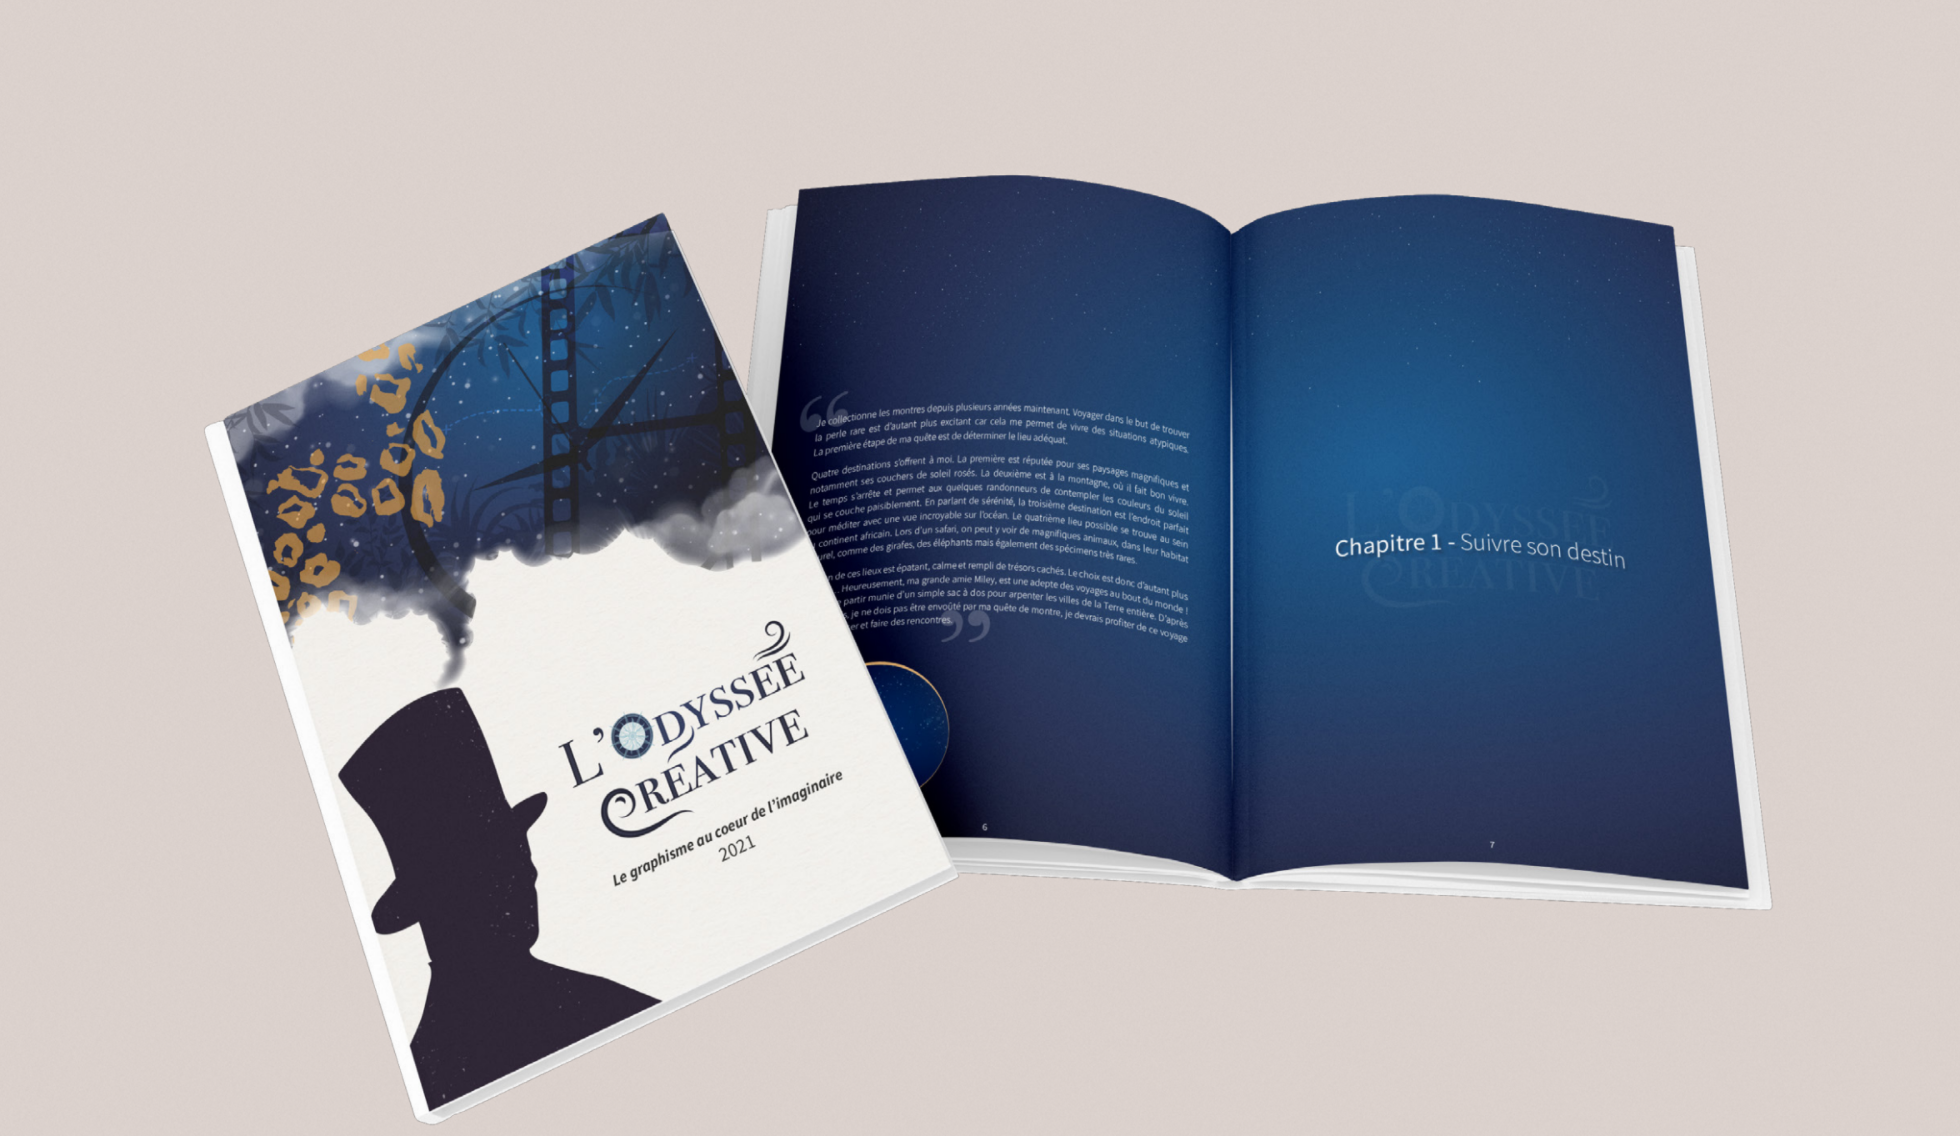 L'ODYSSÉE
CRÉATIVE
Le graphisme au coeur de l'imaginaire
2021
“
Je collectionne les montres depuis plusieurs années maintenant. Voyager dans le but de trouver
la perle rare est d'autant plus excitant car cela me permet de vivre des situations atypiques.
La première étape de ma quête est de déterminer le lieu adéquat.
Quatre destinations s'offrent à moi. La première est réputée pour ses paysages magnifiques et
notamment ses couchers de soleil rosés. La deuxième est à la montagne, où il fait bon vivre.
Le temps s'arrête et permet aux quelques randonneurs de contempler les couleurs du soleil
qui se couche paisiblement. En parlant de sérénité, la troisième destination est l'endroit parfait
pour méditer avec une vue incroyable sur l'océan. Le quatrième lieu possible se trouve au sein
continent africain. Lors d'un safari, on peut y voir de magnifiques animaux, dans leur habitat
urel, comme des girafes, des éléphants mais également des spécimens très rares.
n de ces lieux est épatant, calme et rempli de trésors cachés. Le choix est donc d'autant plus
. Heureusement, ma grande amie Miley, est une adepte des voyages au bout du monde !
partir munie d'un simple sac à dos pour arpenter les villes de la Terre entière. D'après
, je ne dois pas être envoûté par ma quête de montre, je devrais profiter de ce voyage
er et faire des rencontres.
”
6
L'ODYSSÉE
Chapitre 1 - Suivre son destin
CRÉATIVE
7